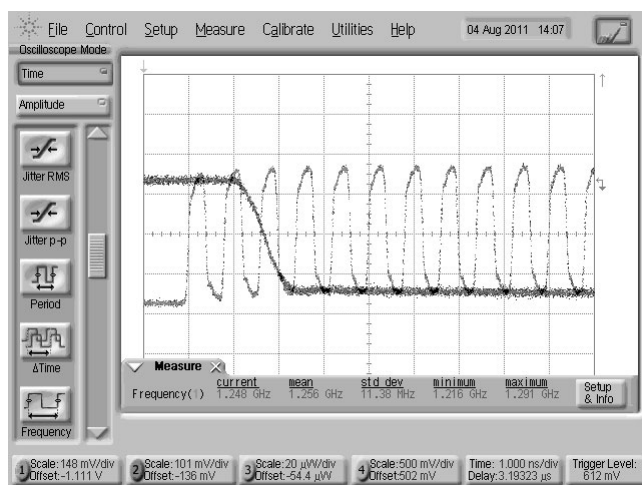 File Control Setup Measure Calibrate Utilities Help 04 Aug 2011 14:07
Oscilloscope Mode
Time
Amplitude
Jitter RMS
Jitter p-p
Period
ΔTime
Frequency
Measure
current mean std dev minimum maximum
Frequency(1) 1.248 GHz 1.256 GHz 11.38 MHz 1.216 GHz 1.291 GHz
Setup
& Info
1 Scale:148 mV/div
Offset:-1.111 V
2 Scale:101 mV/div
Offset:-136 mV
3 Scale:20 µW/div
Offset:-54.4 µW
4 Scale:500 mV/div
Offset:502 mV
Time: 1.000 ns/div
Delay:3.19323 µs
Trigger Level:
612 mV